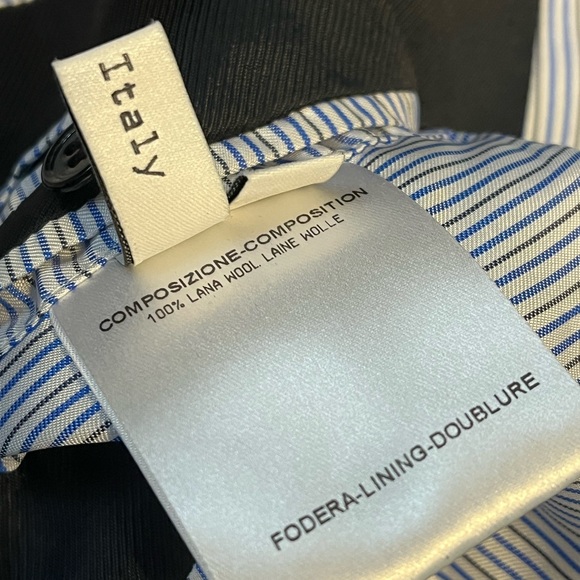 Italy
COMPOSIZIONE-COMPOSITION
100% LANA WOOL LAINE WOLLE
FODERA-LINING-DOUBLURE